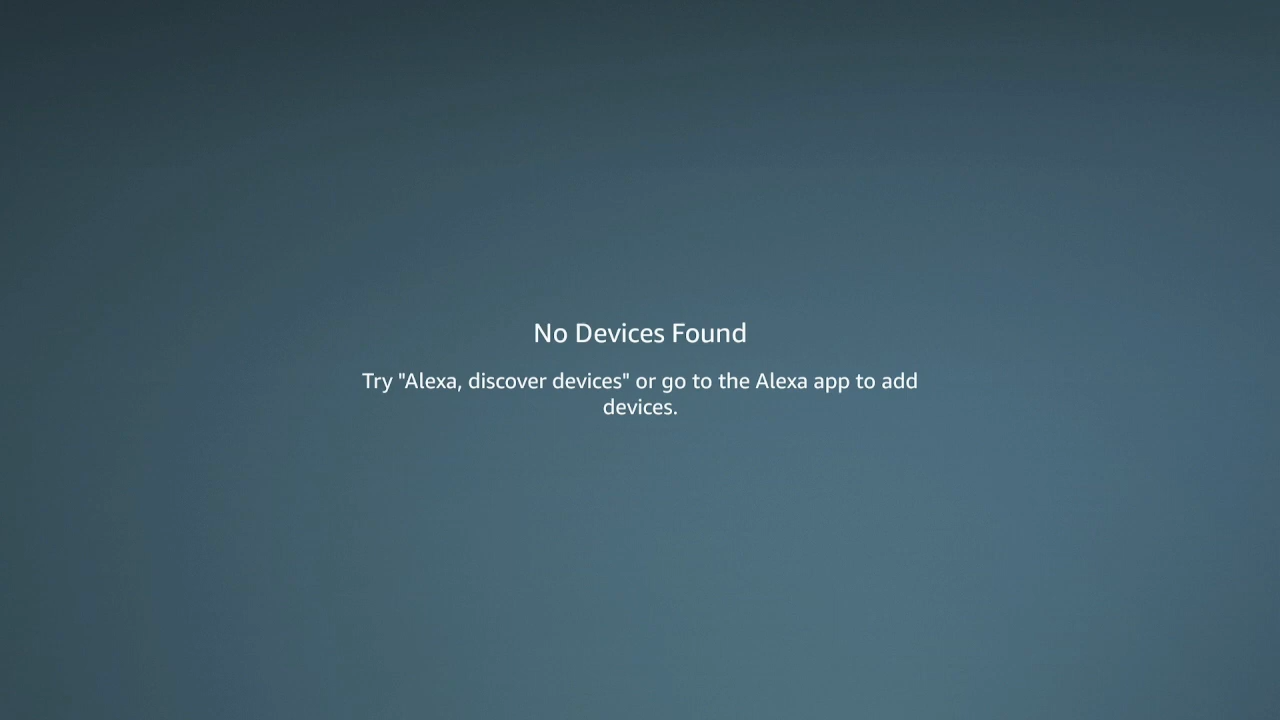 No Devices Found
Try "Alexa, discover devices" or go to the Alexa app to add
devices.